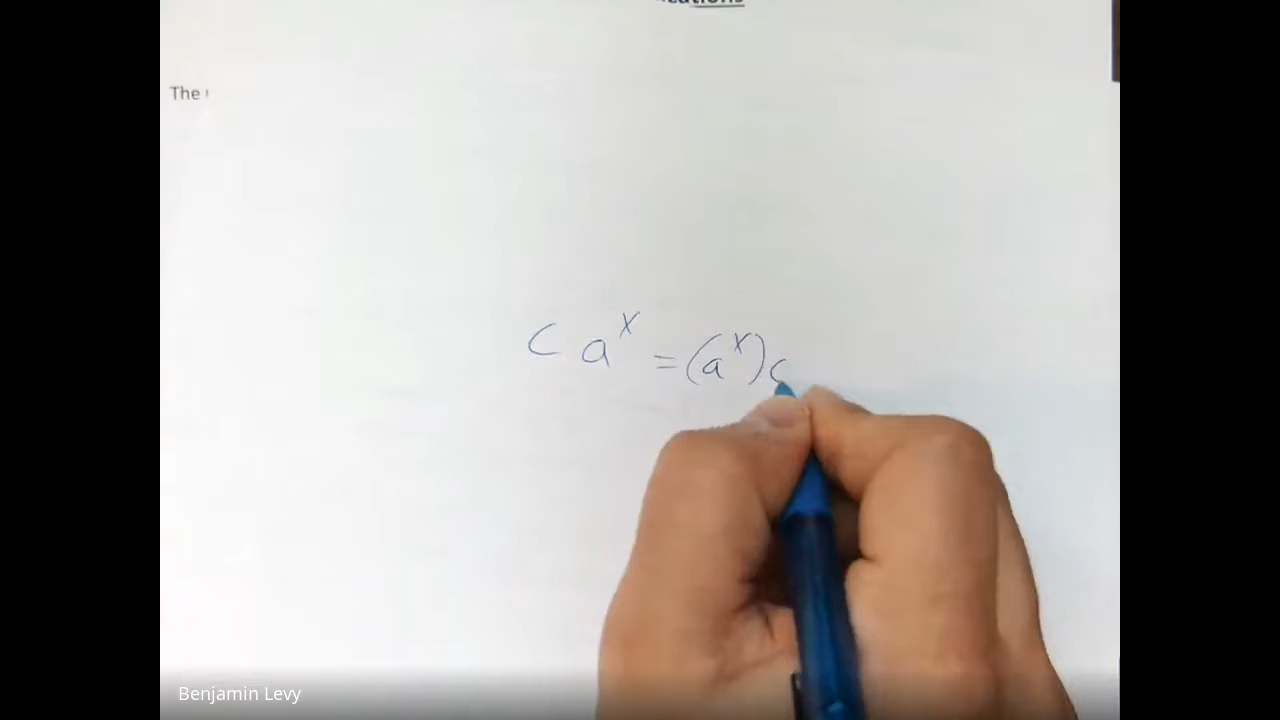 The
C a^x = (a^x) c
Benjamin Levy